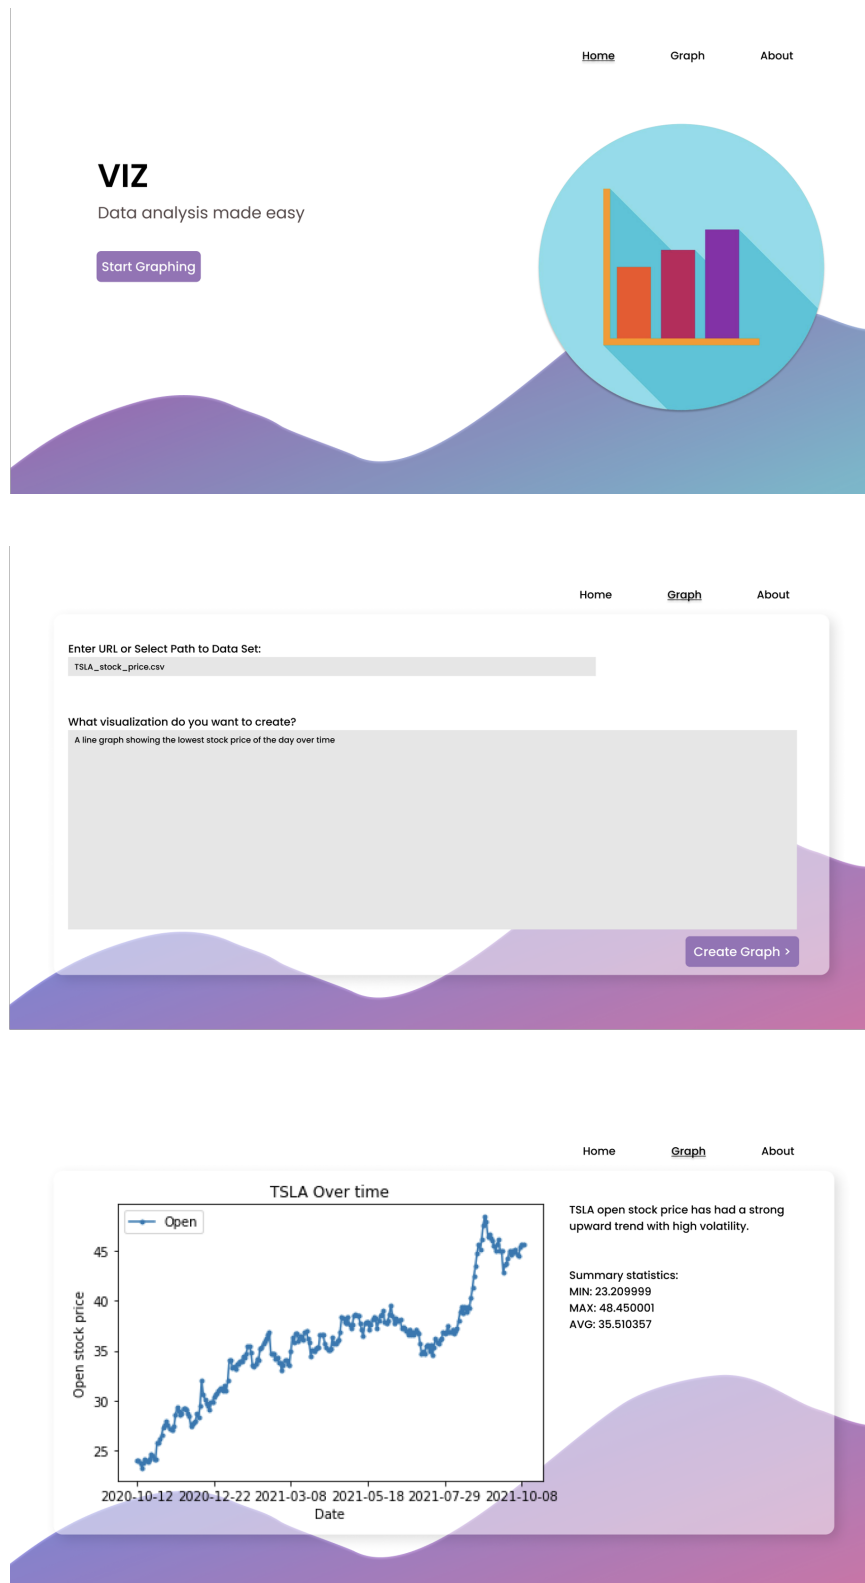 Home Graph About
VIZ
Data analysis made easy
Start Graphing
Home Graph About
Enter URL or Select Path to Data Set:
TSLA_stock_price.csv
What visualization do you want to create?
A line graph showing the lowest stock price of the day over time
Create Graph >
Home Graph About
TSLA Over time
Open
45
40
35
30
25
Open stock price
2020-10-12 2020-12-22 2021-03-08 2021-05-18 2021-07-29 2021-10-08
Date
TSLA open stock price has had a strong
upward trend with high volatility.
Summary statistics:
MIN: 23.209999
MAX: 48.450001
AVG: 35.510357